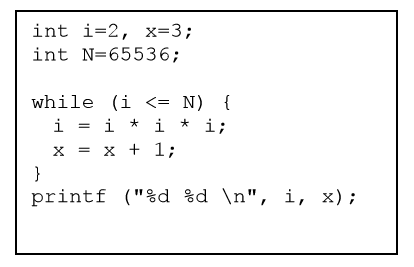 int i=2, x=3;
int N=65536;
while (i <= N) {
i = i * i * i;
x = x + 1;
}
printf ("%d %d \n", i, x);